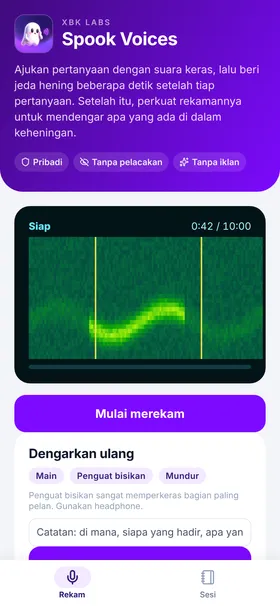 XBK LABS
Spook Voices
Ajukan pertanyaan dengan suara keras, lalu beri
jeda hening beberapa detik setelah tiap
pertanyaan. Setelah itu, perkuat rekamannya
untuk mendengar apa yang ada di dalam
keheningan.
Pribadi
Tanpa pelacakan
Tanpa iklan
Siap
0:42 / 10:00
Mulai merekam
Dengarkan ulang
Main
Penguat bisikan
Mundur
Penguat bisikan sangat memperkeras bagian paling
pelan. Gunakan headphone.
Catatan: di mana, siapa yang hadir, apa yan
Rekam
Sesi